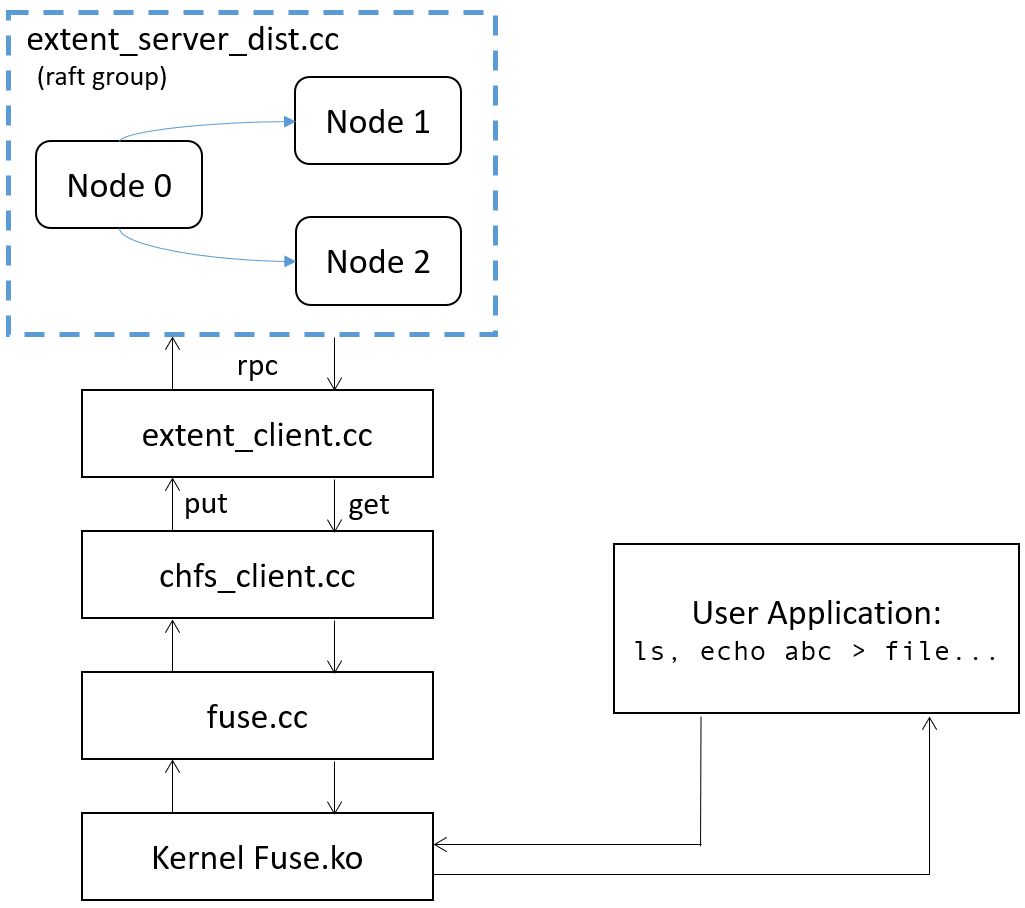 extent_server_dist.cc
(raft group)
Node 1
Node 0
Node 2
rpc
extent_client.cc
put
get
chfs_client.cc
User Application:
ls, echo abc > file...
fuse.cc
Kernel Fuse.ko